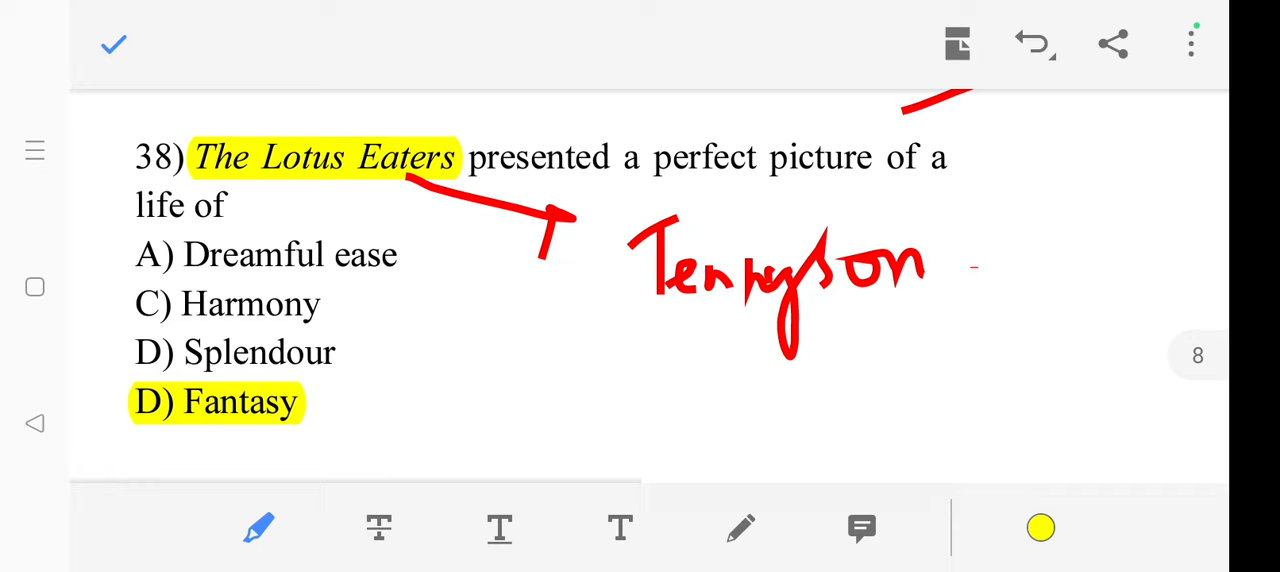 38) The Lotus Eaters presented a perfect picture of a
life of
A) Dreamful ease
Tennyson
C) Harmony
D) Splendour
8
D) Fantasy
T T T